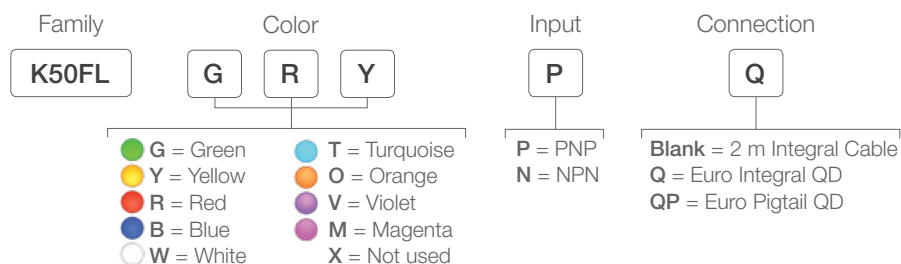 Family
Color
Input
Connection
K50FL
G
R
Y
P
Q
G = Green
Y = Yellow
R = Red
B = Blue
W = White
T = Turquoise
O = Orange
V = Violet
M = Magenta
X = Not used
P = PNP
N = NPN
Blank = 2 m Integral Cable
Q = Euro Integral QD
QP = Euro Pigtail QD